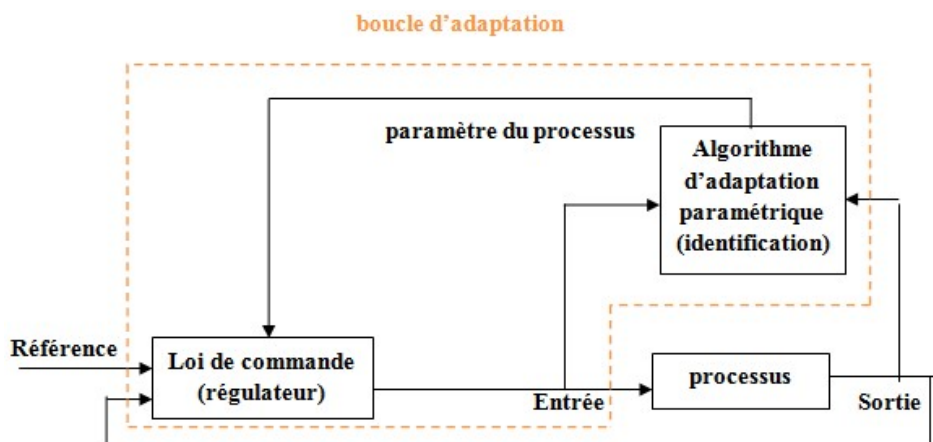 boucle d’adaptation
paramètre du processus
Algorithme
d’adaptation
paramétrique
(identification)
Référence
Loi de commande
(régulateur)
Entrée
processus
Sortie